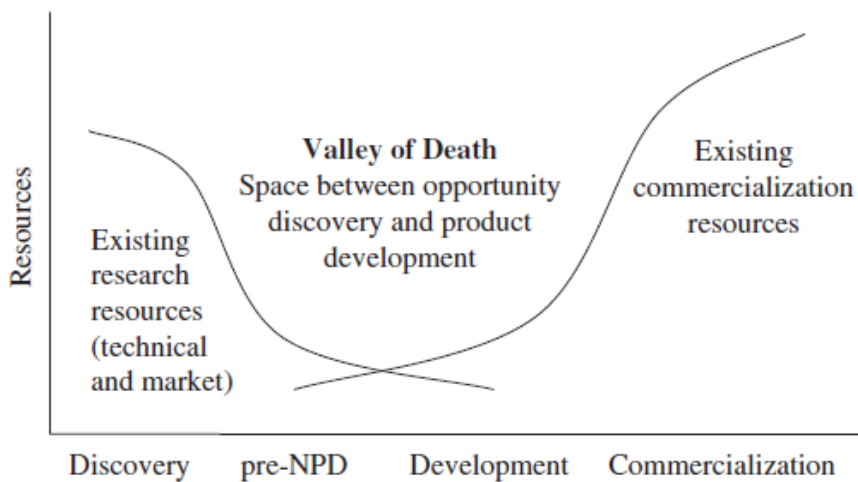 Resources
Existing
research
resources
(technical
and market)
Valley of Death
Space between opportunity
discovery and product
development
Existing
commercialization
resources
Discovery
pre-NPD
Development
Commercialization